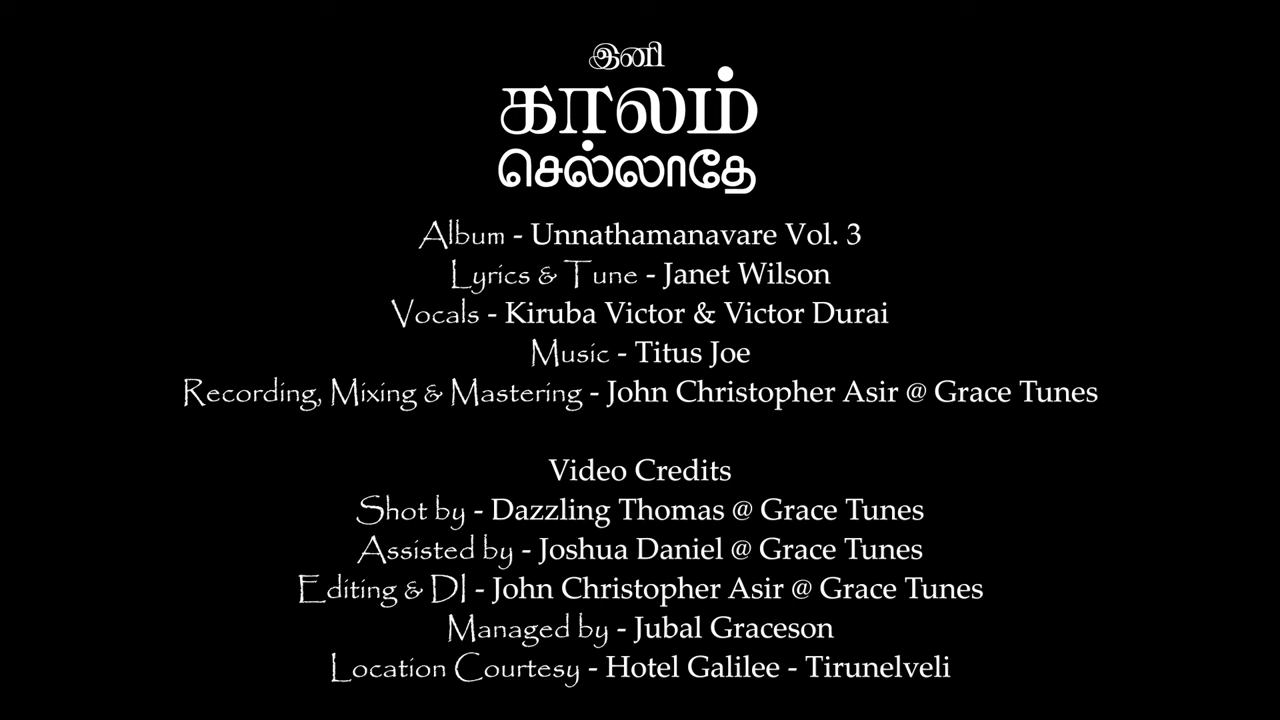 இனி
காலம்
செல்லாதே
Album - Unnathamanavare Vol. 3
Lyrics & Tune - Janet Wilson
Vocals - Kiruba Victor & Victor Durai
Music - Titus Joe
Recording, Mixing & Mastering - John Christopher Asir @ Grace Tunes
Video Credits
Shot by - Dazzling Thomas @ Grace Tunes
Assisted by - Joshua Daniel @ Grace Tunes
Editing & DI - John Christopher Asir @ Grace Tunes
Managed by - Jubal Graceson
Location Courtesy - Hotel Galilee - Tirunelveli